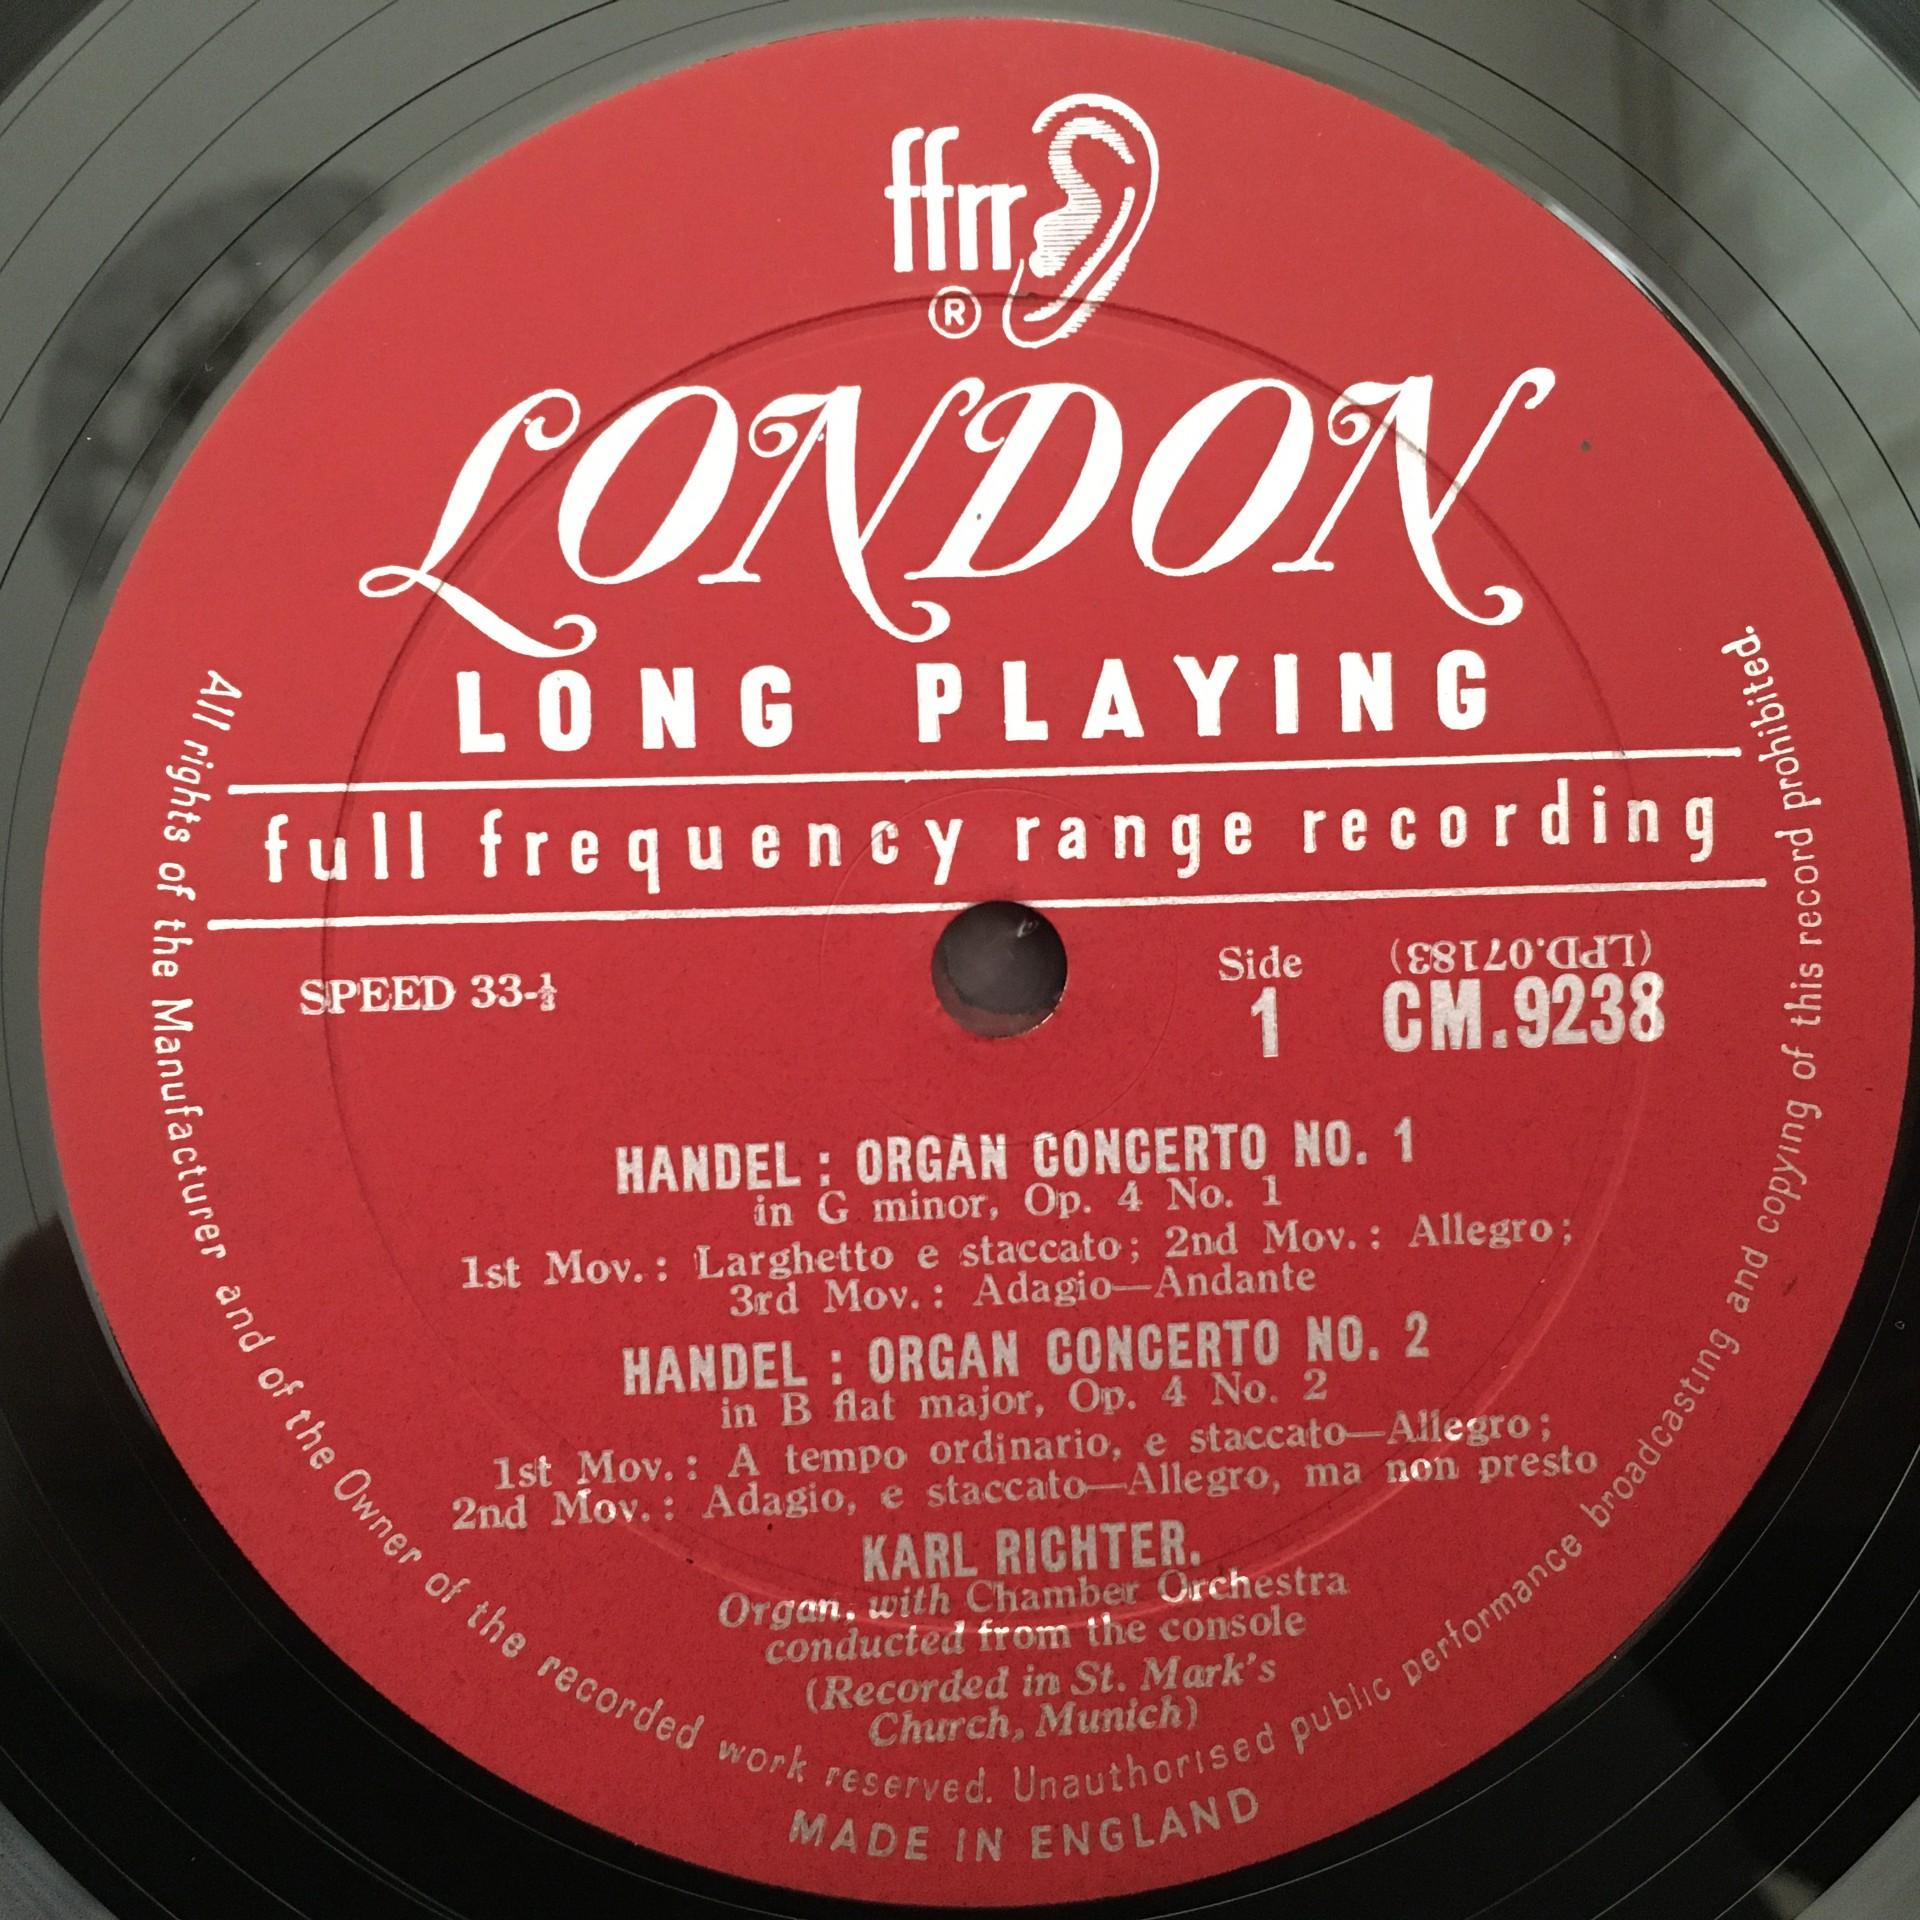 ffrr
®
LONDON
LONG PLAYING
full frequency range recording
SPEED 33-⅓
Side
1
(LPD.07183)
CM.9238
HANDEL : ORGAN CONCERTO NO. 1
in G minor, Op. 4 No. 1
1st Mov.: Larghetto e staccato; 2nd Mov.: Allegro;
3rd Mov.: Adagio—Andante
HANDEL : ORGAN CONCERTO NO. 2
in B flat major, Op. 4 No. 2
1st Mov.: A tempo ordinario, e staccato—Allegro;
2nd Mov.: Adagio, e staccato—Allegro, ma non presto
KARL RICHTER.
Organ, with Chamber Orchestra
conducted from the console
(Recorded in St. Mark's
Church, Munich)
All rights of the Manufacturer and of the Owner of the recorded work reserved. Unauthorised public performance broadcasting and copying of this record prohibited.
MADE IN ENGLAND